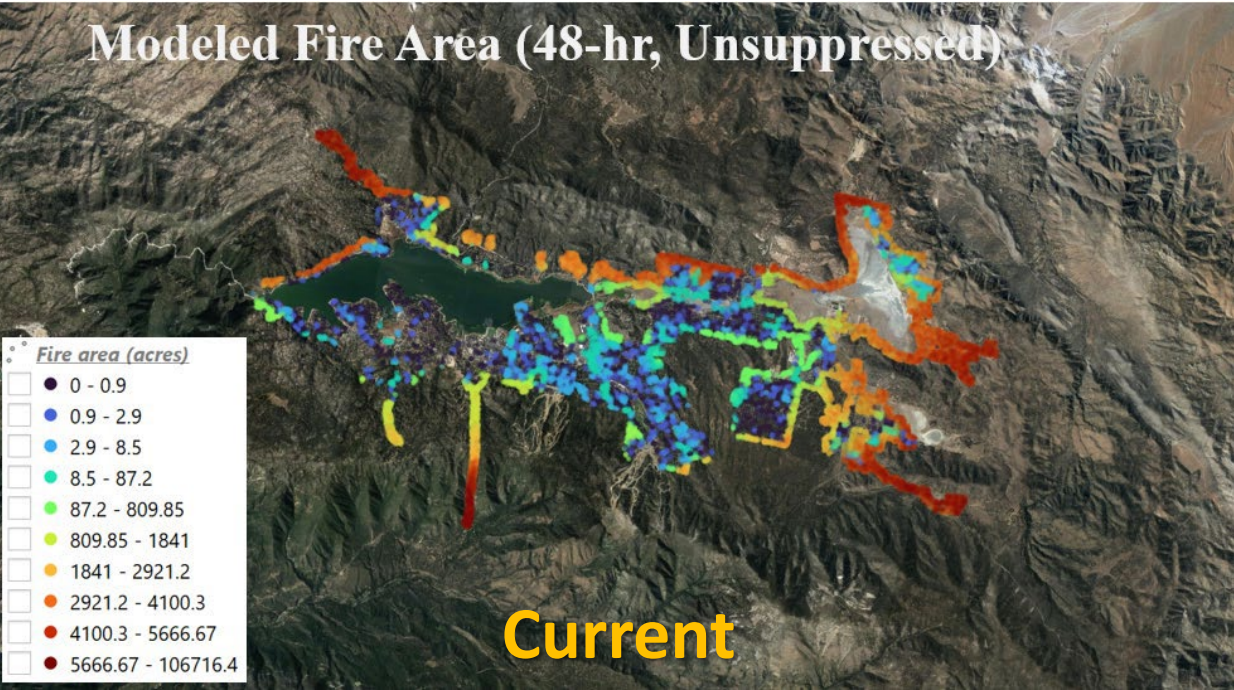 Modeled Fire Area (48-hr, Unsuppressed)
Fire area (acres)
0 - 0.9
0.9 - 2.9
2.9 - 8.5
8.5 - 87.2
87.2 - 809.85
809.85 - 1841
1841 - 2921.2
2921.2 - 4100.3
4100.3 - 5666.67
5666.67 - 106716.4
Current